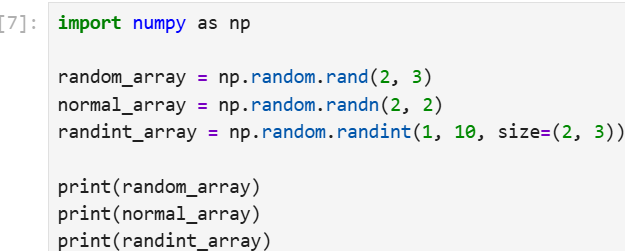 [7]:
import numpy as np
random_array = np.random.rand(2, 3)
normal_array = np.random.randn(2, 2)
randint_array = np.random.randint(1, 10, size=(2, 3))
print(random_array)
print(normal_array)
print(randint_array)